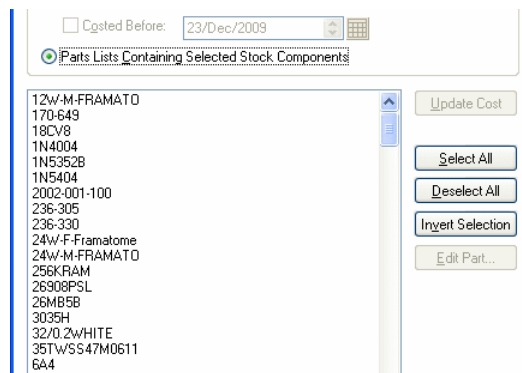 Costed Before: 23/Dec/2009
Parts Lists Containing Selected Stock Components
12W-M-FRAMATO
170-649
18CV8
1N4004
1N5352B
1N5404
2002-001-100
236-305
236-330
24W-F-Framatome
24W-M-FRAMATO
256KRAM
26908PSL
26MB5B
3035H
32/0.2WHITE
35TWSS47M0611
6A4
Update Cost
Select All
Deselect All
Invert Selection
Edit Part...